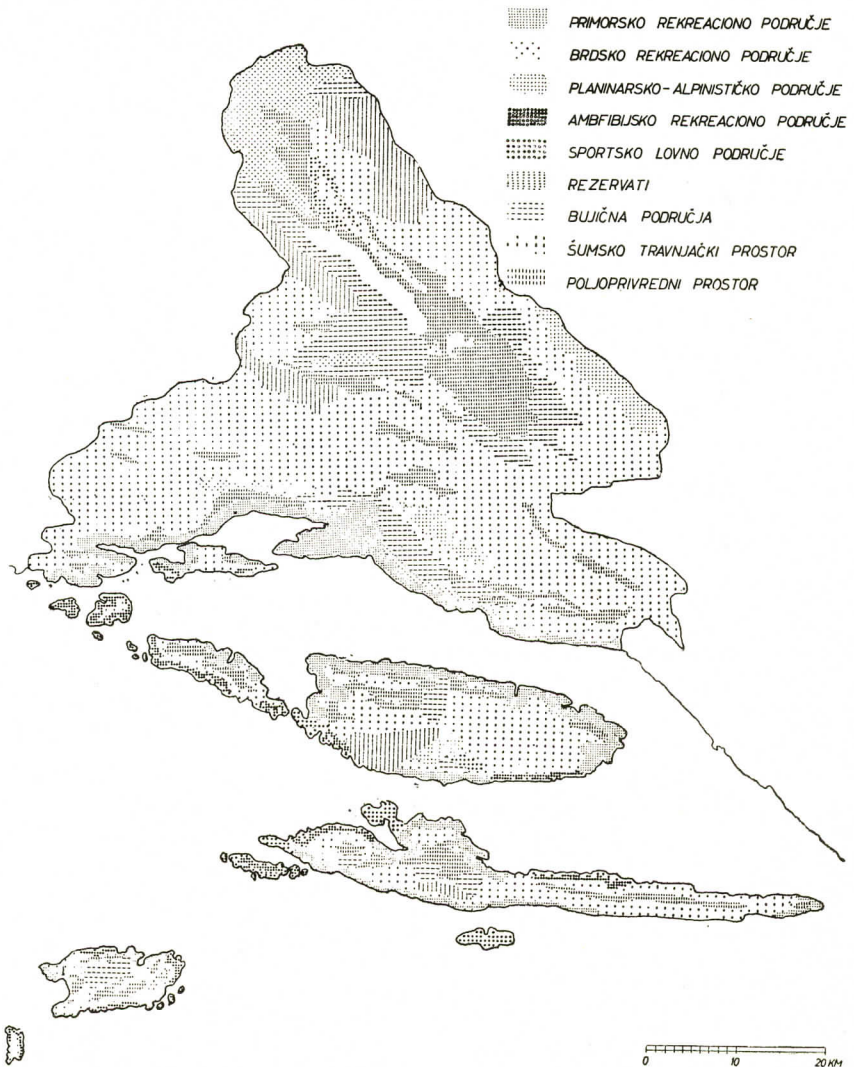 PRIMORSKO REKREACIONO PODRUČJE
BRDSKO REKREACIONO PODRUČJE
PLANINARSKO-ALPINISTIČKO PODRUČJE
AMBFIBIJSKO REKREACIONO PODRUČJE
SPORTSKO LOVNO PODRUČJE
REZERVATI
BUJIČNA PODRUČJA
ŠUMSKO TRAVNJAČKI PROSTOR
POLJOPRIVREDNI PROSTOR
0 10 20 KM